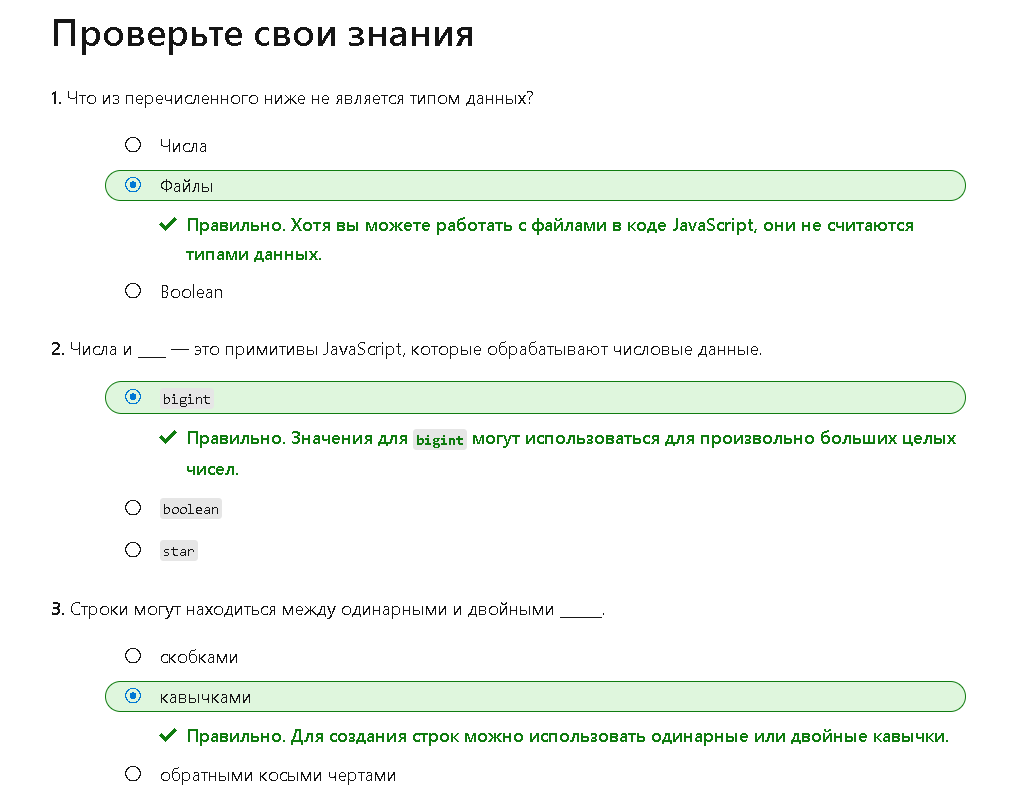 Проверьте свои знания
1. Что из перечисленного ниже не является типом данных?
Числа
Файлы
Правильно. Хотя вы можете работать с файлами в коде JavaScript, они не считаются
типами данных.
Boolean
2. Числа и ___ — это примитивы JavaScript, которые обрабатывают числовые данные.
bigint
Правильно. Значения для bigint могут использоваться для произвольно больших целых
чисел.
boolean
star
3. Строки могут находиться между одинарными и двойными _____.
скобками
кавычками
Правильно. Для создания строк можно использовать одинарные или двойные кавычки.
обратными косыми чертами